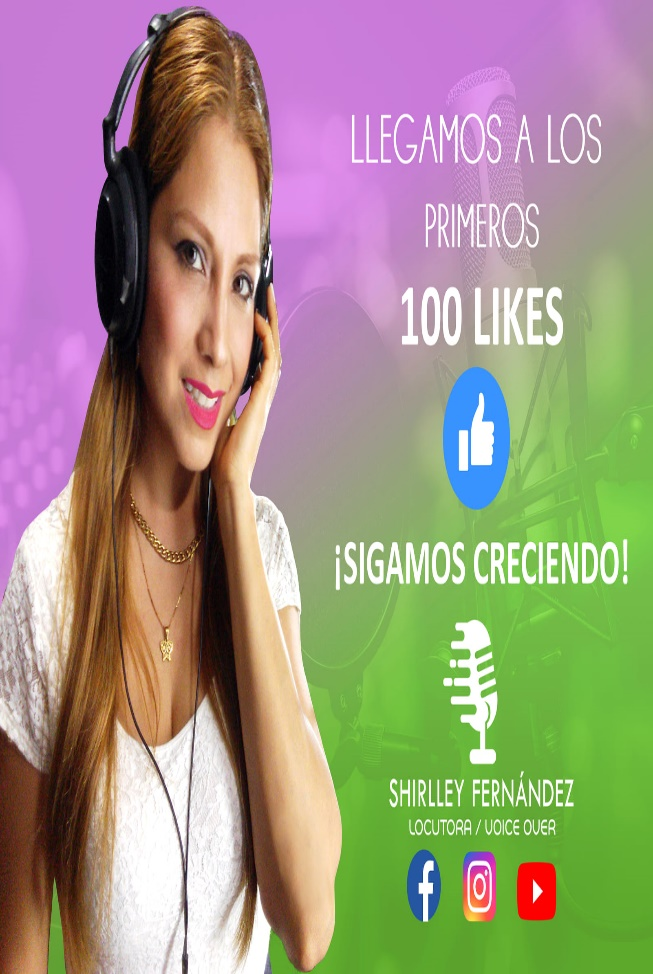 LLEGAMOS A LOS
PRIMEROS
100 LIKES
¡SIGAMOS CRECIENDO!
SHIRLLEY FERNÁNDEZ
LOCUTORA / VOICE OVER